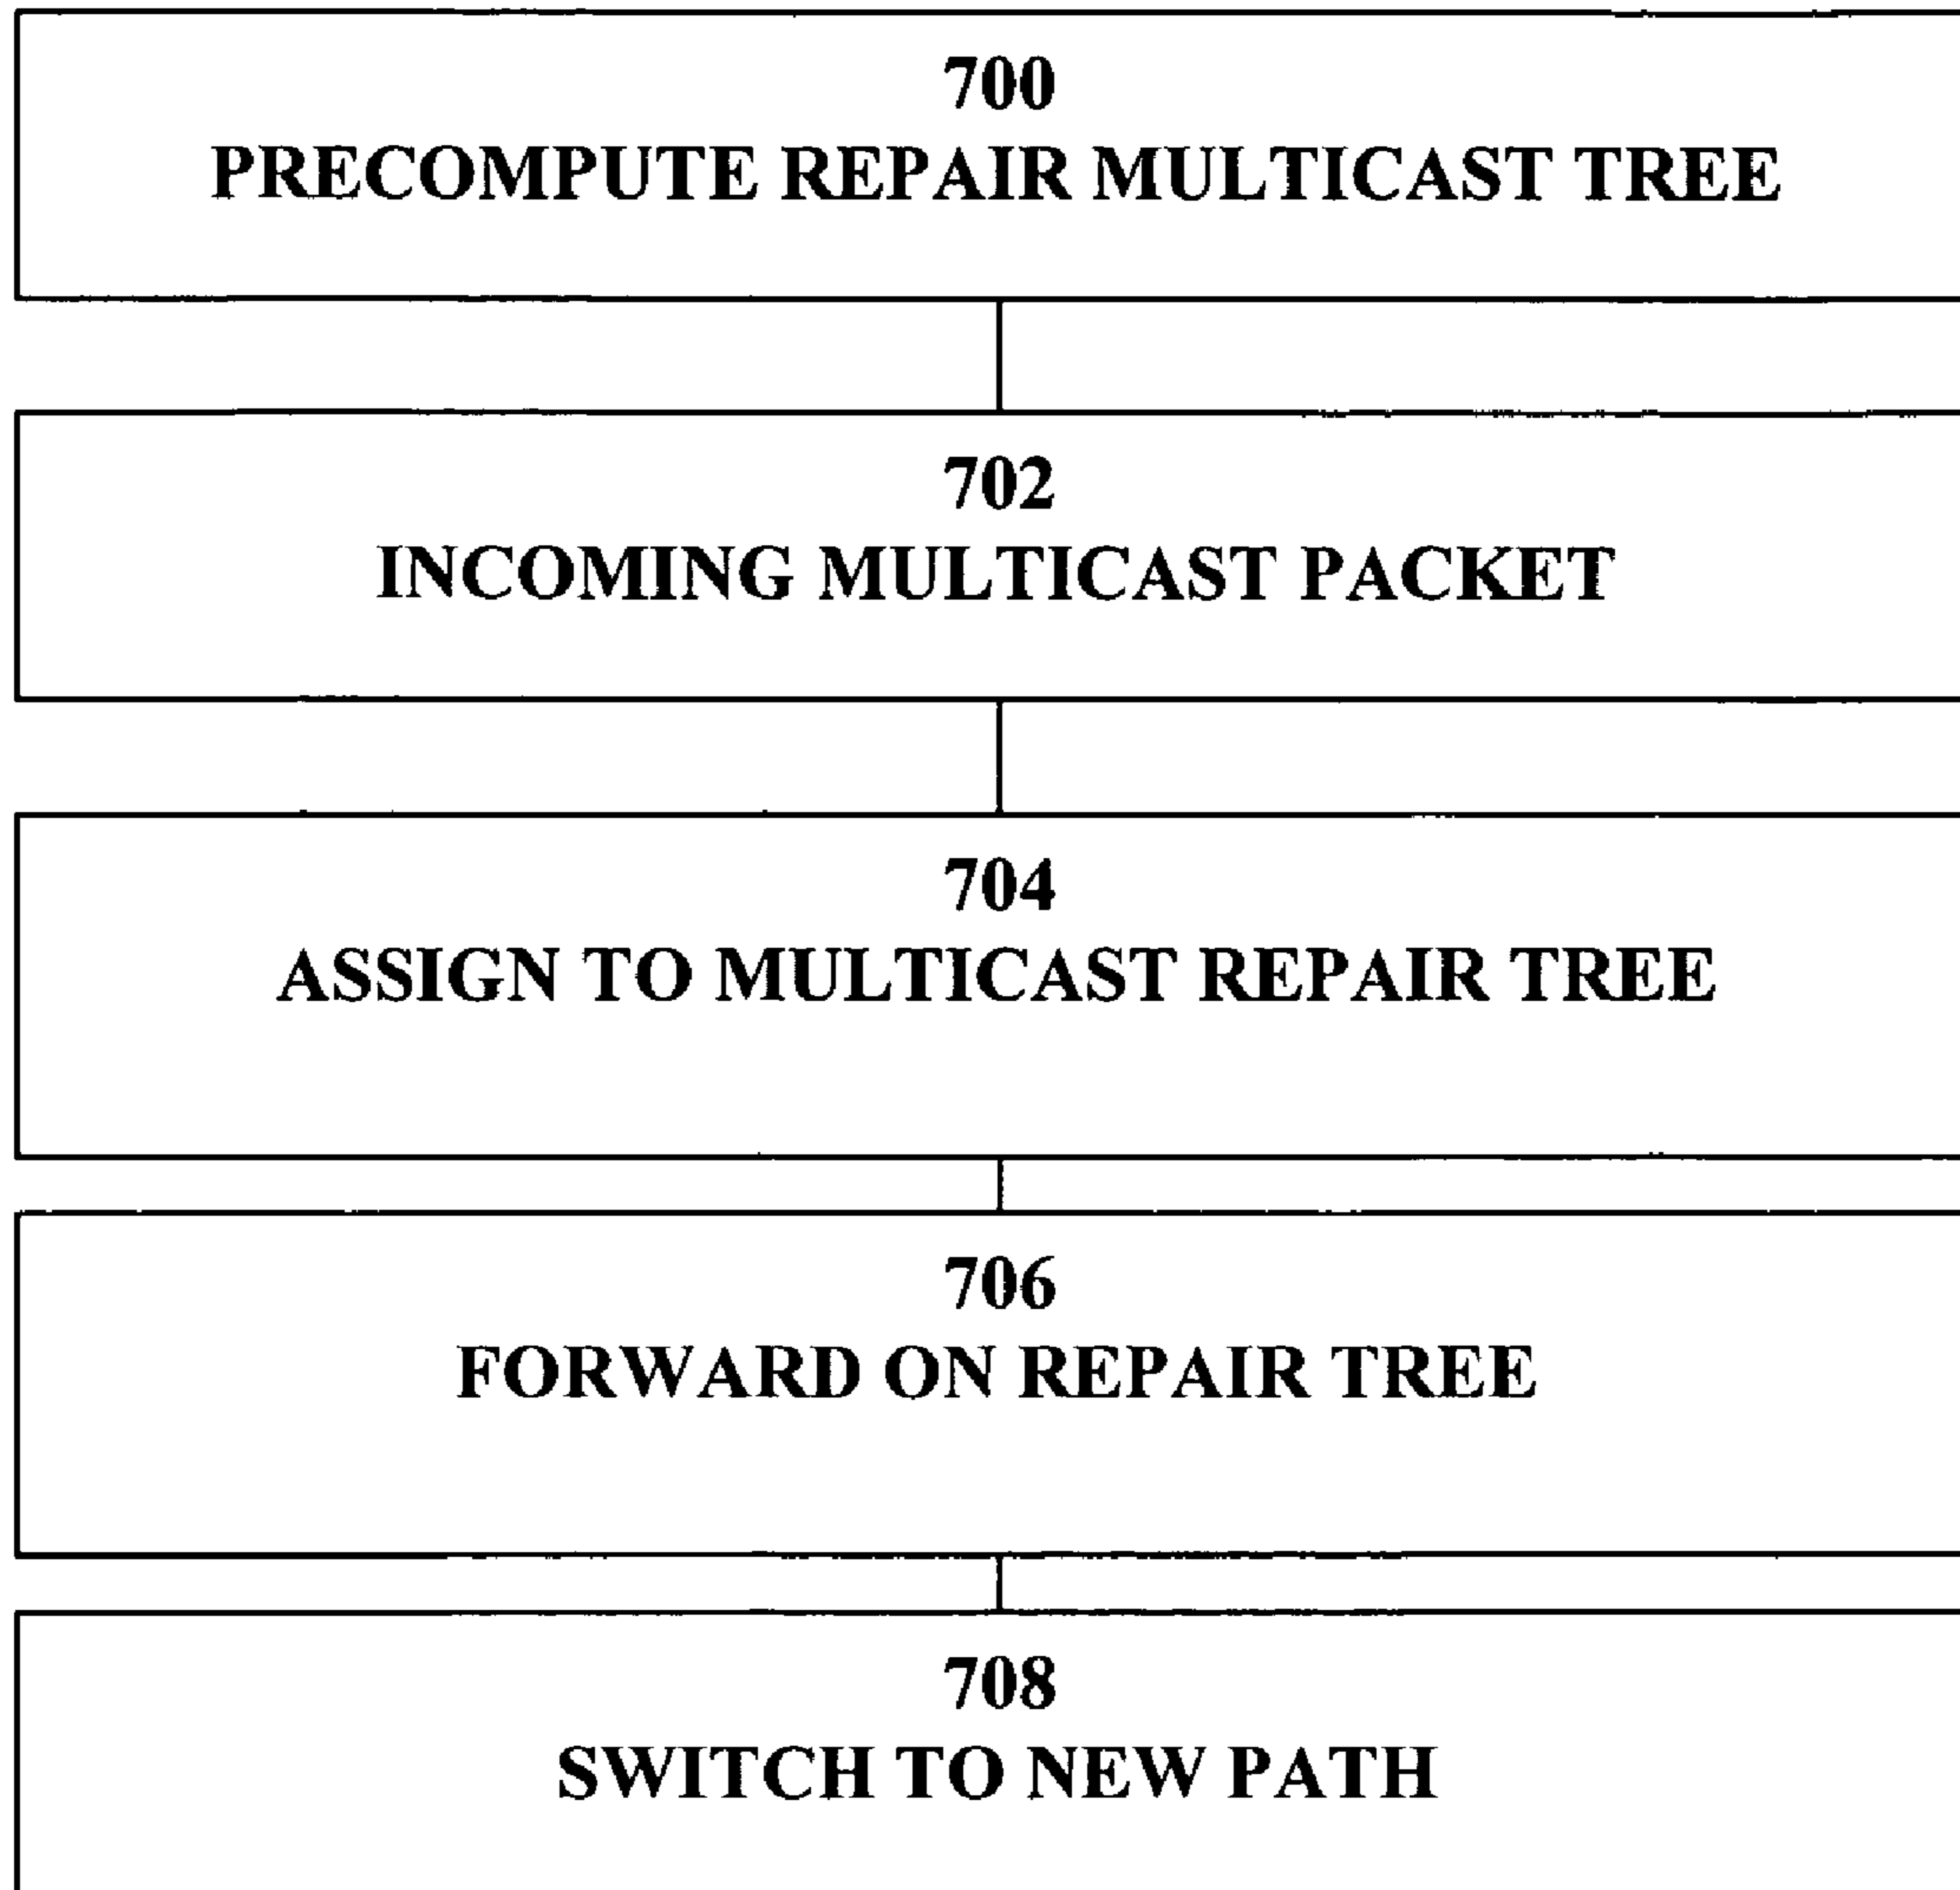 700
PRECOMPUTE REPAIR MULTICAST TREE
702
INCOMING MULTICAST PACKET
704
ASSIGN TO MULTICAST REPAIR TREE
706
FORWARD ON REPAIR TREE
708
SWITCH TO NEW PATH